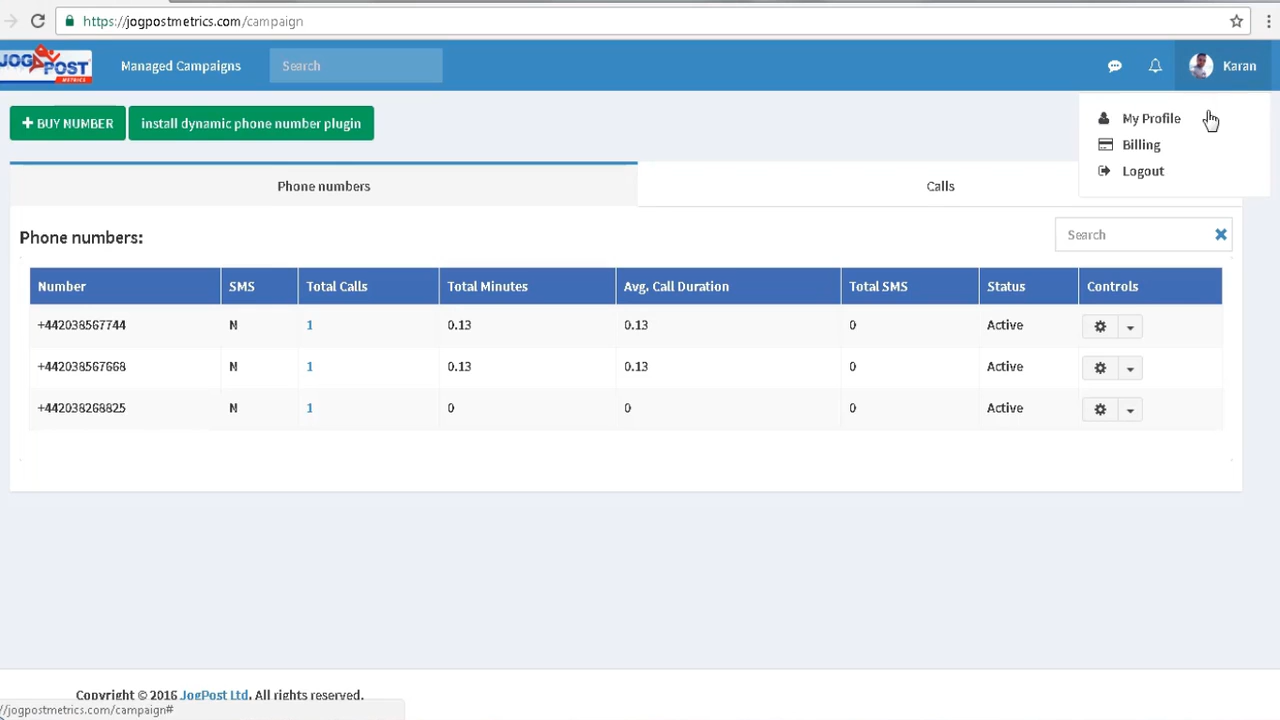 https://jogpostmetrics.com/campaign
JOG POST METRICS
Managed Campaigns
Search
Karan
My Profile
Billing
Logout
+ BUY NUMBER
install dynamic phone number plugin
Phone numbers
Calls
Phone numbers:
Search
Number SMS Total Calls Total Minutes Avg. Call Duration Total SMS Status Controls
+442038567744 N 1 0.13 0.13 0 Active
+442038567668 N 1 0.13 0.13 0 Active
+442038268825 N 1 0 0 0 Active
Copyright © 2016 JogPost Ltd. All rights reserved.
//jogpostmetrics.com/campaign#